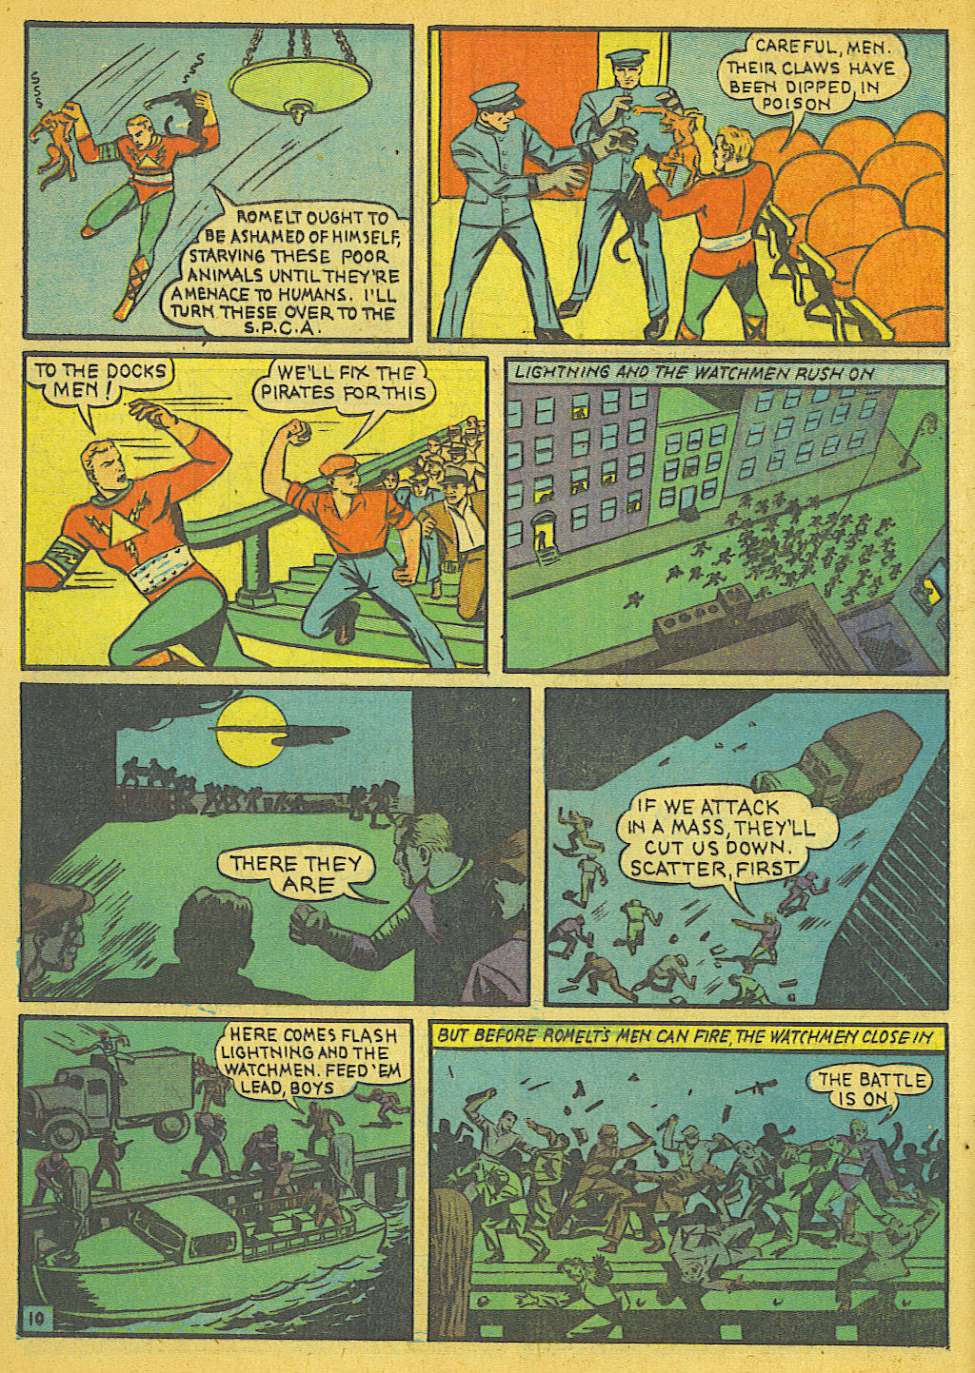 S
S
S
S
S
S
ROMELT OUGHT TO
BE ASHAMED OF HIMSELF,
STARVING THESE POOR
ANIMALS UNTIL THEY'RE
A MENACE TO HUMANS. I'LL
TURN THESE OVER TO THE
S.P.C.A.
CAREFUL, MEN.
THEIR CLAWS HAVE
BEEN DIPPED IN
POISON
TO THE DOCKS
MEN!
WE'LL FIX THE
PIRATES FOR THIS
LIGHTNING AND THE WATCHMEN RUSH ON
THERE THEY
ARE
IF WE ATTACK
IN A MASS, THEY'LL
CUT US DOWN.
SCATTER, FIRST
HERE COMES FLASH
LIGHTNING AND THE
WATCHMEN. FEED 'EM
LEAD, BOYS
10
BUT BEFORE ROMELT'S MEN CAN FIRE, THE WATCHMEN CLOSE IN
THE BATTLE
IS ON